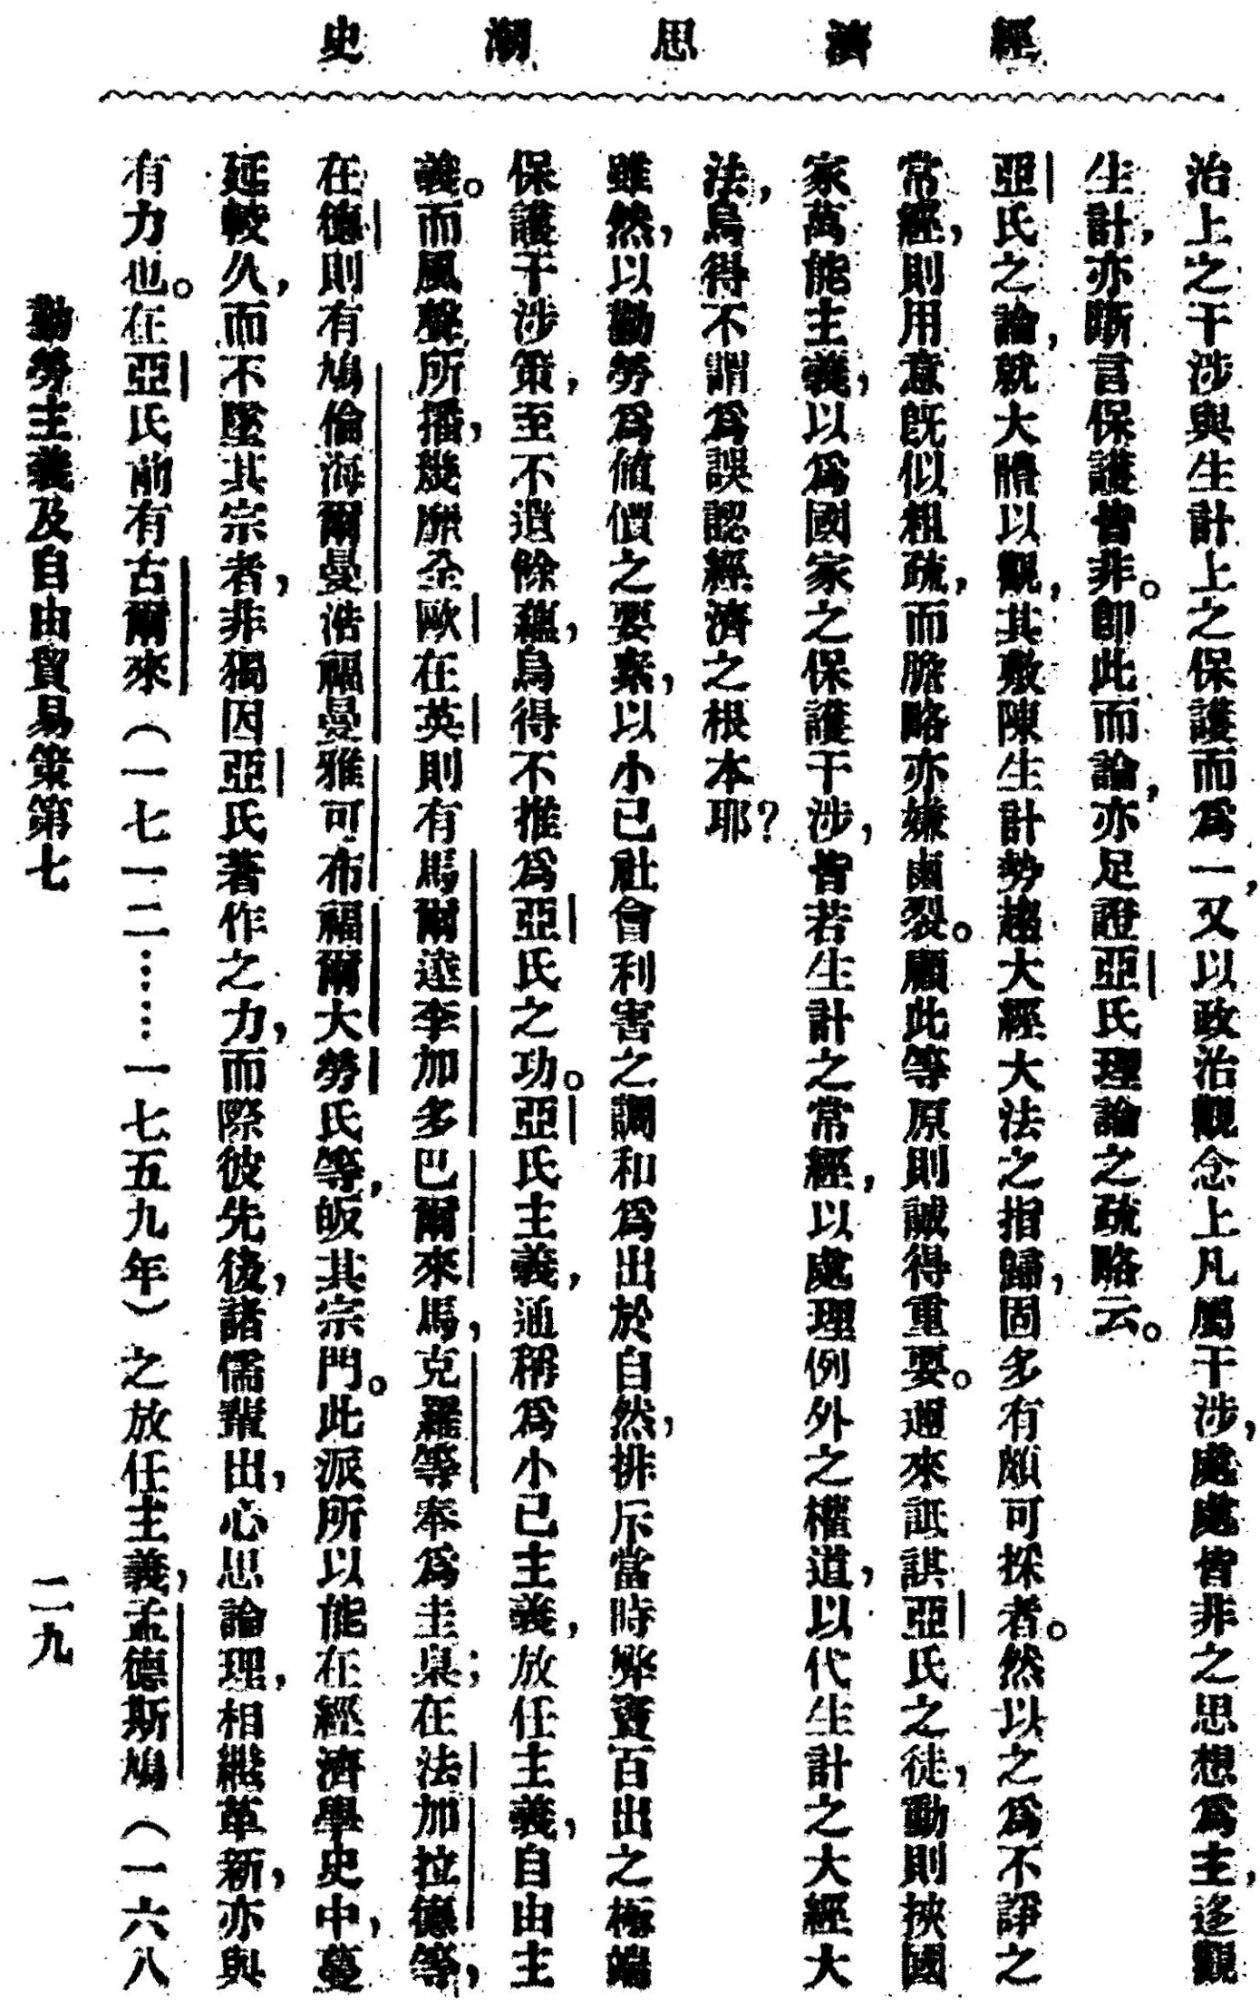 經濟思潮史
治上之干涉與生計上之保護而爲一,又以政治觀念上凡屬干涉,處處皆非之思想爲主,迻觀
生計,亦斷言保護皆非。卽此而論,亦足證亞氏理論之疏略云。
亞氏之論,就大體以觀,其敷陳生計勢趨大經大法之指歸,固多有頗可採者。然以之爲不諍之
常經,則用意旣似粗疏,而膽略亦嫌鹵裂。顧此等原則誠得重要。邇來詆諆亞氏之徒,動則挾國
家萬能主義,以爲國家之保護干涉,皆若生計之常經,以處理例外之權道,以代生計之大經大
法,烏得不謂爲誤認經濟之根本耶?
雖然,以勤勞爲値價之要素,以小已社會利害之調和爲出於自然,排斥當時弊竇百出之極端
保護干涉策,至不遺餘蘊,烏得不推爲亞氏之功。亞氏主義,通稱爲小已主義,放任主義,自由主
義。而風聲所播,幾靡全歐在英則有馬爾達李加多巴爾來馬,克羅等奉爲圭臬;在法加拉德等,
在德則有鳩倫海爾曼浩福曼雅可布福爾大勞氏等,皈其宗門。此派所以能在經濟學史中,蔓
延較久,而不墜其宗者,非獨因亞氏著作之力,而際彼先後,諸儒輩出,心思論理,相繼革新,亦與
有力也。在亞氏前有古爾來(一七一二……一七五九年)之放任主義,孟德斯鳩(一六八
勤勞主義及自由貿易策第七
二九